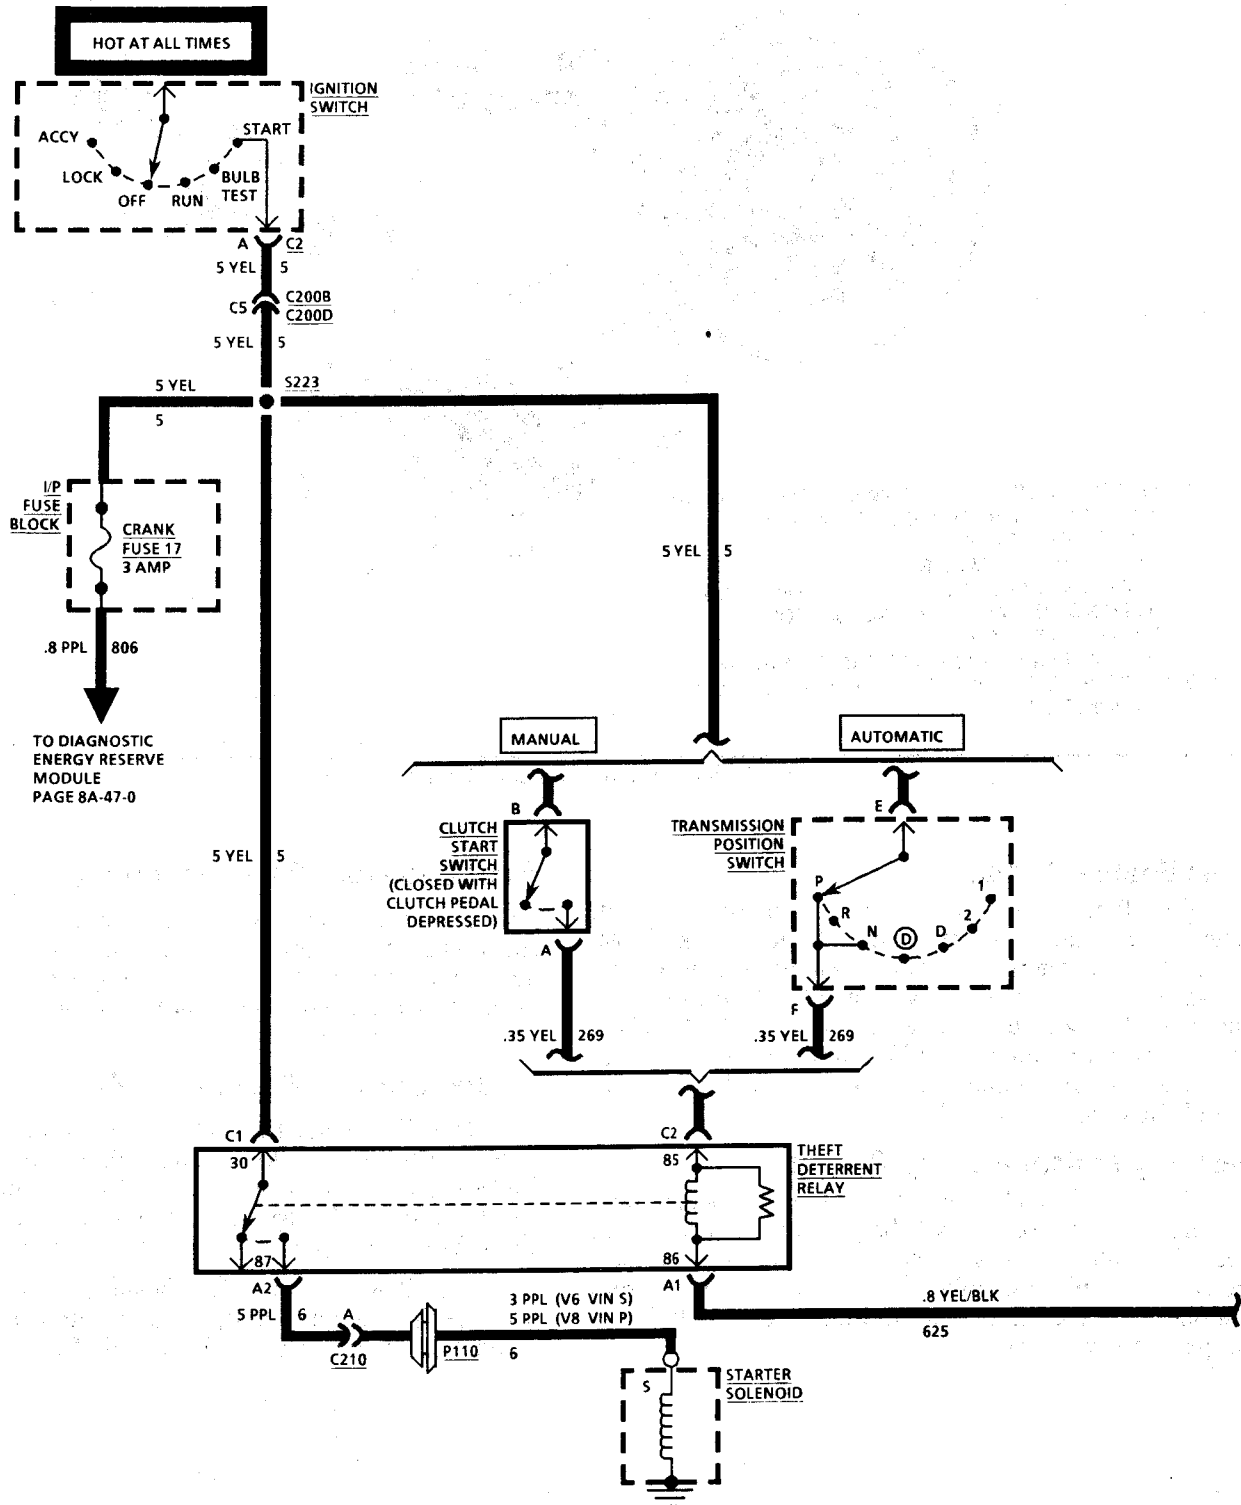 HOT AT ALL TIMES
IGNITION
SWITCH
ACCY
START
LOCK
OFF
RUN
BULB
TEST
A
C2
5 YEL
5
C5
C200B
C200D
5 YEL
5
5 YEL
5
S223
I/P
FUSE
BLOCK
CRANK
FUSE 17
3 AMP
.8 PPL
806
TO DIAGNOSTIC
ENERGY RESERVE
MODULE
PAGE 8A-47-0
5 YEL
5
MANUAL
AUTOMATIC
B
E
CLUTCH
START
SWITCH
(CLOSED WITH
CLUTCH PEDAL
DEPRESSED)
TRANSMISSION
POSITION
SWITCH
P
R
N
D
D
2
1
5 YEL
5
A
F
.35 YEL
269
.35 YEL
269
C1
C2
30
85
THEFT
DETERRENT
RELAY
87
86
A2
A1
5 PPL
6
A
C210
P110
3 PPL (V6 VIN S)
5 PPL (V8 VIN P)
6
.8 YEL/BLK
625
S
STARTER
SOLENOID